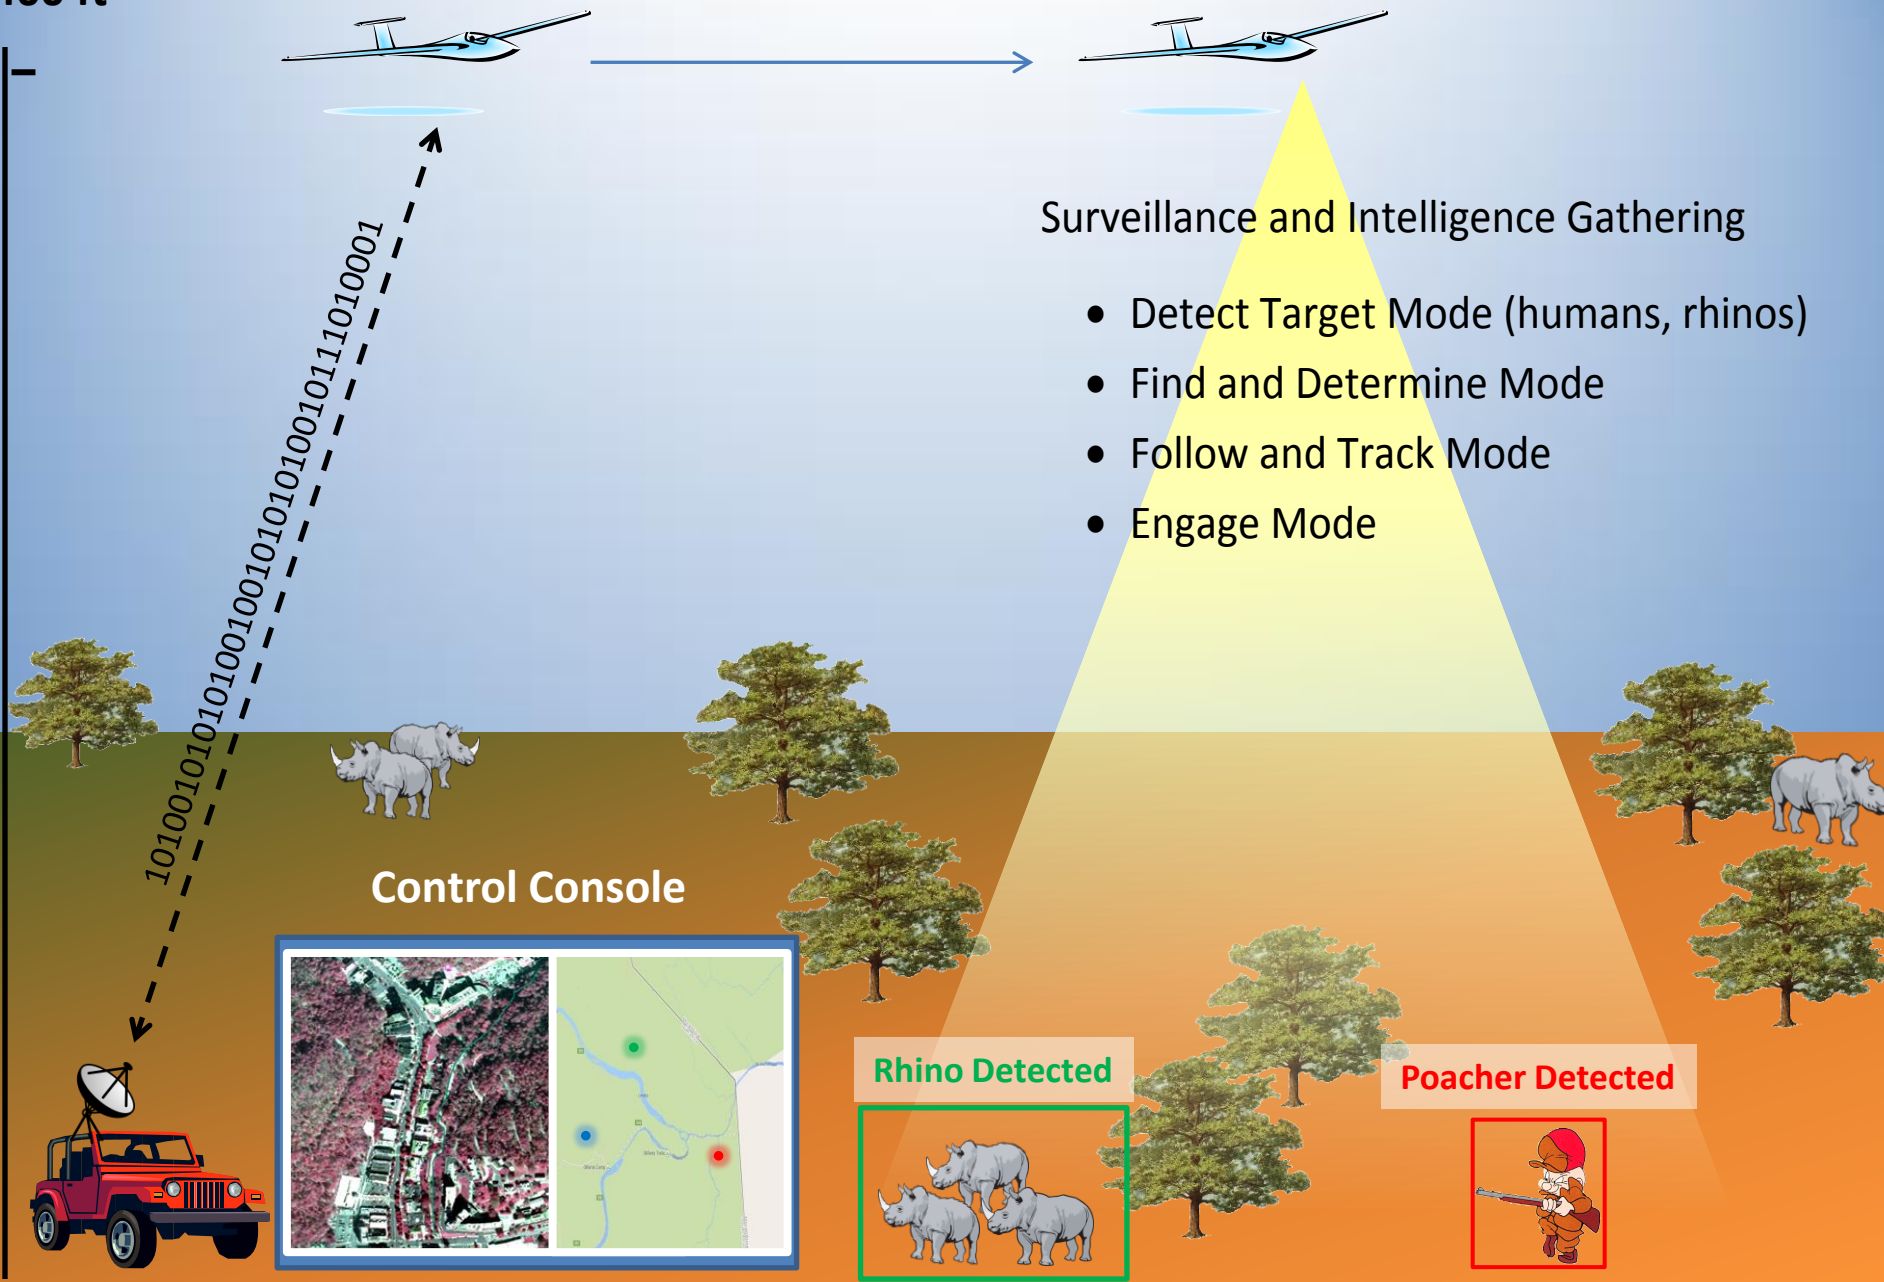 Surveillance and Intelligence Gathering
• Detect Target Mode (humans, rhinos)
• Find and Determine Mode
• Follow and Track Mode
• Engage Mode
Control Console
Rhino Detected
Poacher Detected